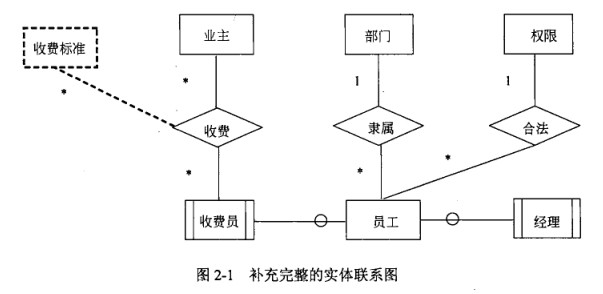 收费标准
业主
部门
权限
*
*
1
1
收费
隶属
合法
*
*
*
收费员
员工
经理
图 2-1 补充完整的实体联系图